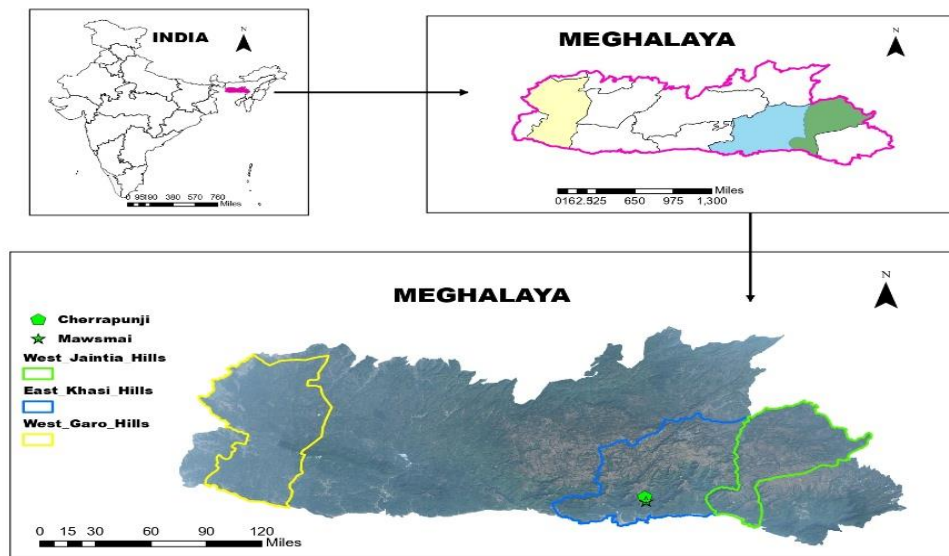 INDIA
N
0 95190 380 570 760
Miles
MEGHALAYA
N
Miles
0162.5325 650 975 1,300
MEGHALAYA
N
Cherrapunji
Mawsmai
West_Jaintia_Hills
East_Khasi_Hills
West_Garo_Hills
0 15 30 60 90 120
Miles